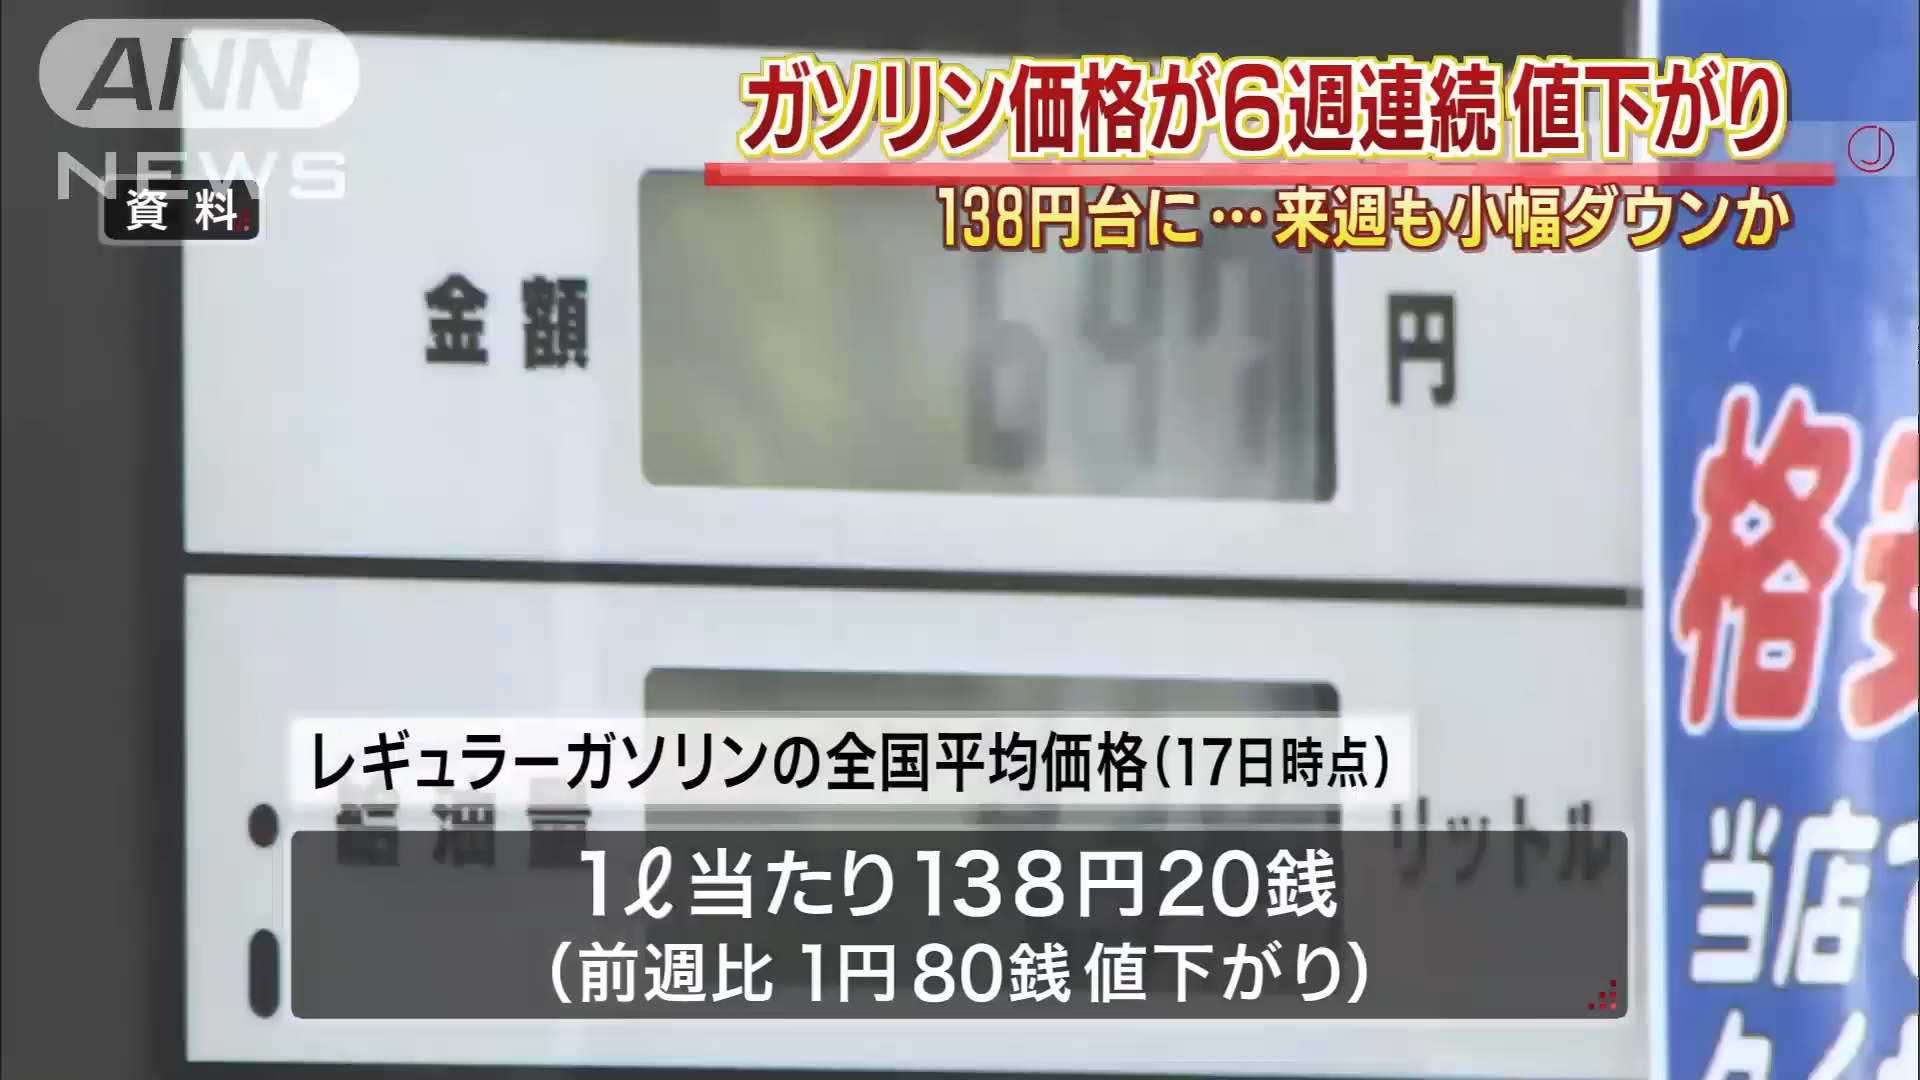 ANN
NEWS
資料
ガソリン価格が6週連続 値下がり
138円台に…来週も小幅ダウンか
金額
円
格安
レギュラーガソリンの全国平均価格(17日時点)
給油量
リットル
1ℓ当たり138円20銭
(前週比 1円80銭 値下がり)
当店